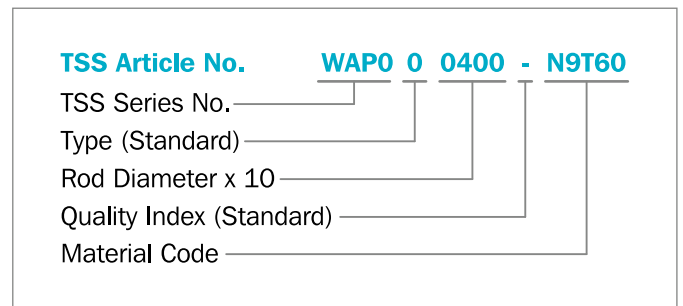 TSS Article No. WAP0 0 0400 - N9T60
TSS Series No.
Type (Standard)
Rod Diameter x 10
Quality Index (Standard)
Material Code